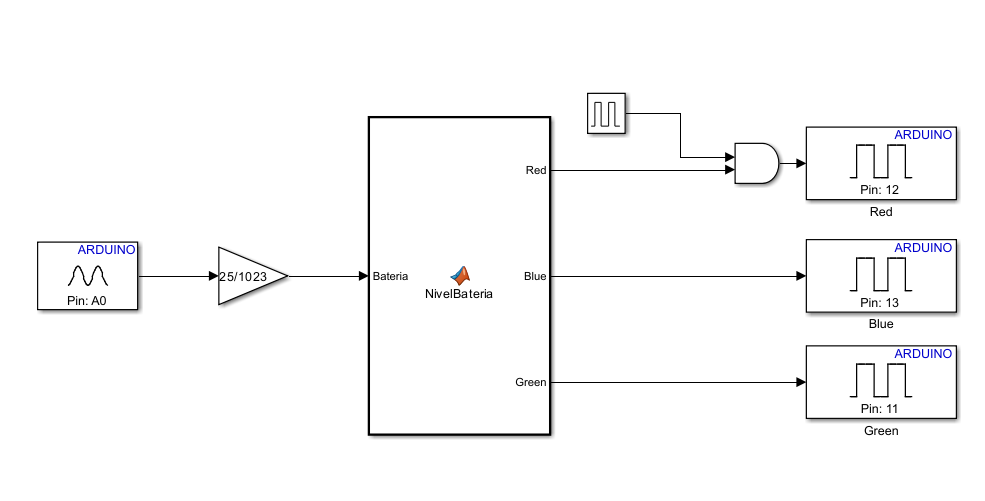 ARDUINO
Pin: A0
25/1023
Bateria
NivelBateria
Red
Blue
Green
ARDUINO
Pin: 12
Red
ARDUINO
Pin: 13
Blue
ARDUINO
Pin: 11
Green